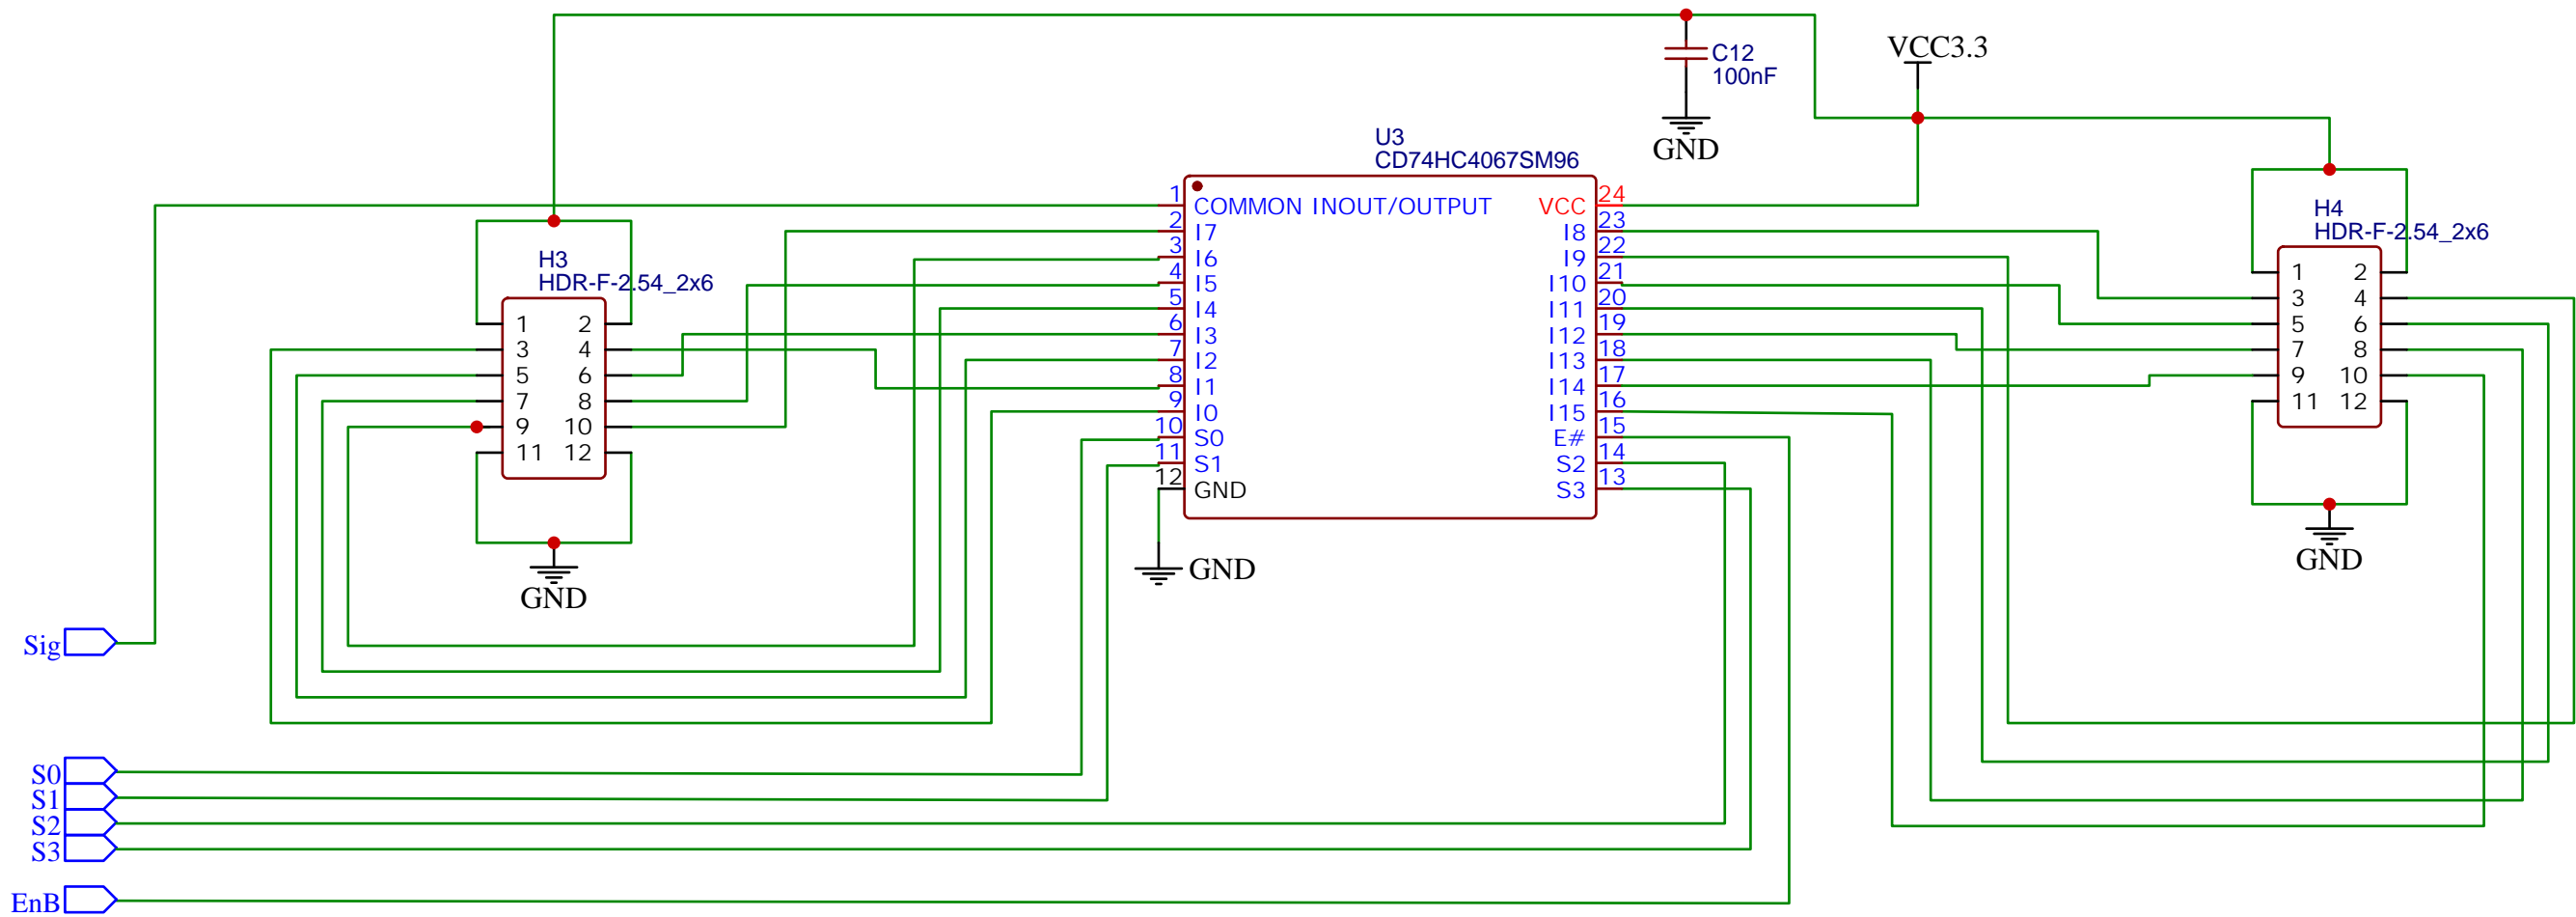 VCC3.3
C12
100nF
GND
U3
CD74HC4067SM96
1 COMMON INOUT/OUTPUT VCC 24
2 I7 I8 23
3 I6 I9 22
4 I5 I10 21
5 I4 I11 20
6 I3 I12 19
7 I2 I13 18
8 I1 I14 17
9 I0 I15 16
10 S0 E# 15
11 S1 S2 14
12 GND S3 13
GND
H3
HDR-F-2.54_2x6
1 2
3 4
5 6
7 8
9 10
11 12
GND
H4
HDR-F-2.54_2x6
1 2
3 4
5 6
7 8
9 10
11 12
GND
Sig
S0
S1
S2
S3
EnB